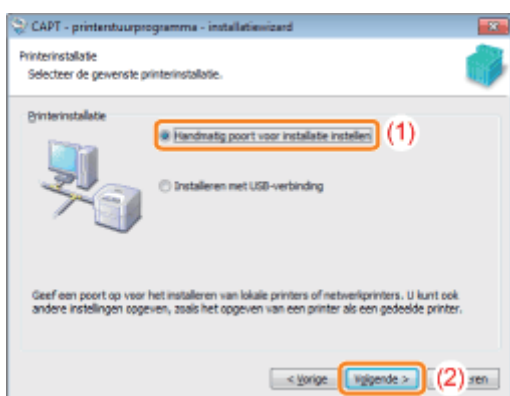 CAPT - printerstuurprogramma - installatiewizard
Printerinstallatie
Selecteer de gewenste printerinstallatie.
Printerinstallatie
Handmatig poort voor installatie instellen (1)
Installeren met USB-verbinding
Geef een poort op voor het installeren van lokale printers of netwerkprinters. U kunt ook
andere instellingen opgeven, zoals het opgeven van een printer als een gedeelde printer.
< Vorige Volgende > (2)